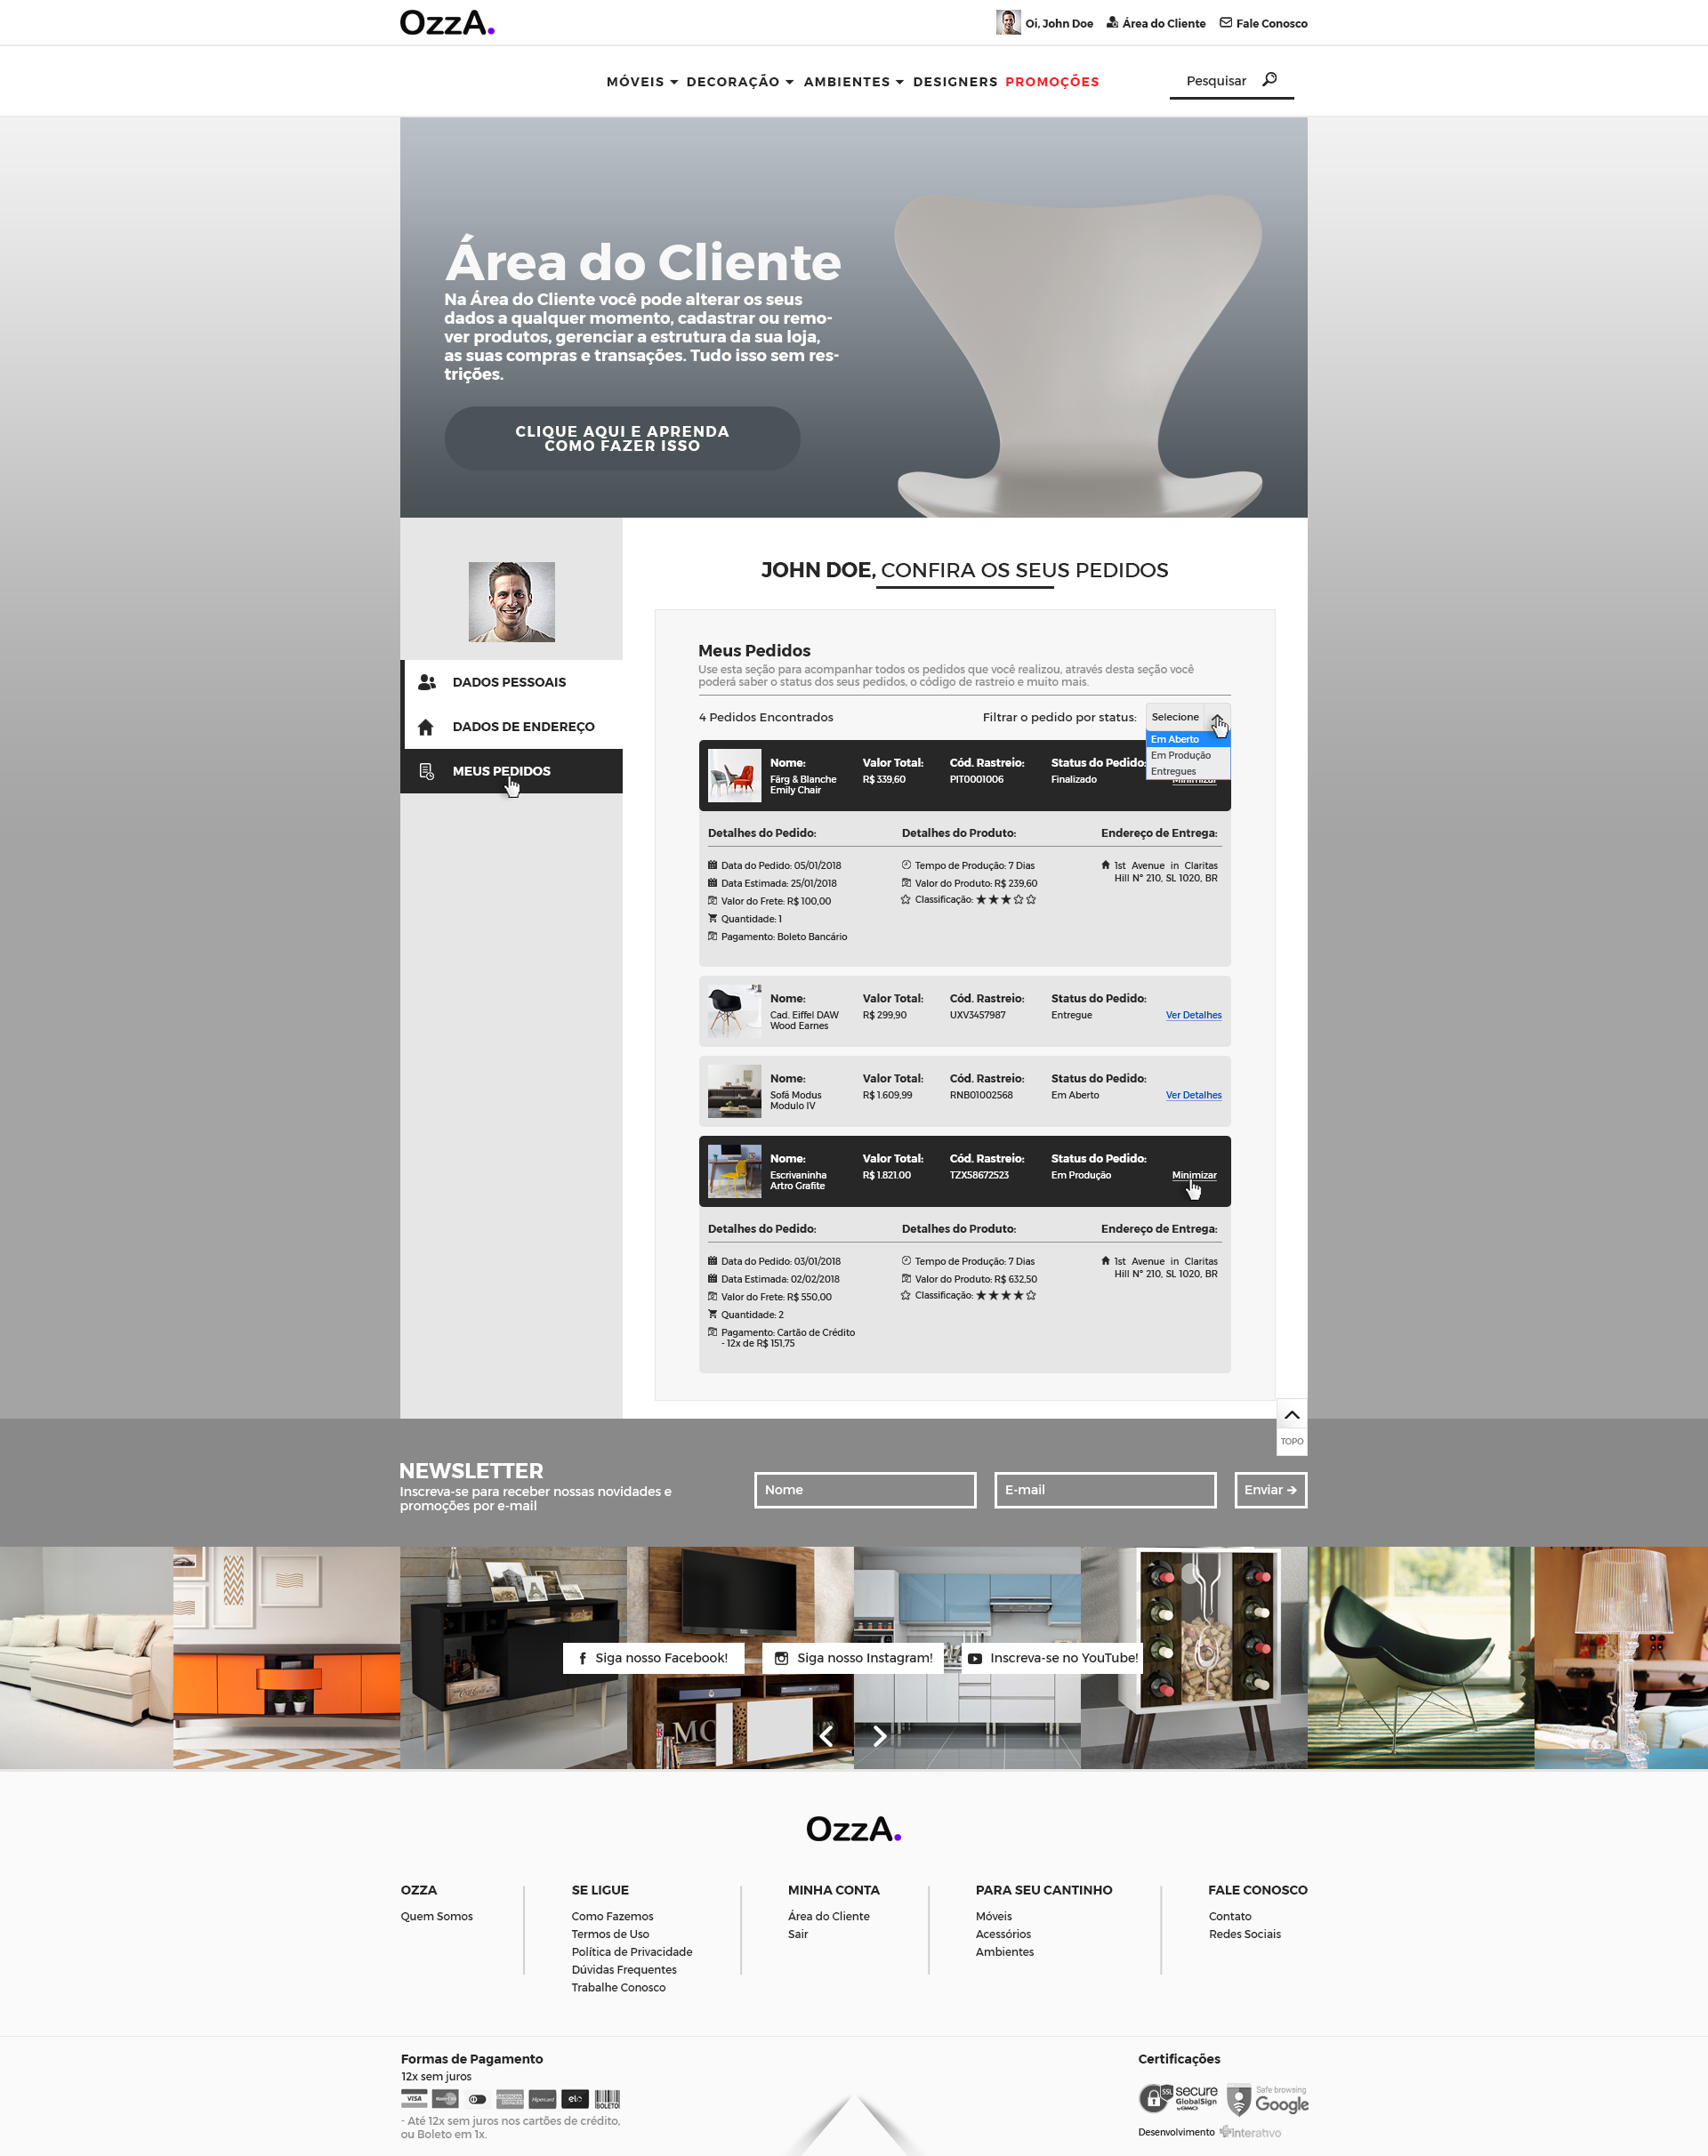 OzzA.
Oi, John Doe
Área do Cliente
Fale Conosco
MÓVEIS
DECORAÇÃO
AMBIENTES
DESIGNERS
PROMOÇÕES
Pesquisar
Área do Cliente
Na Área do Cliente você pode alterar os seus
dados a qualquer momento, cadastrar ou remo-
ver produtos, gerenciar a estrutura da sua loja,
as suas compras e transações. Tudo isso sem res-
trições.
CLIQUE AQUI E APRENDA
COMO FAZER ISSO
DADOS PESSOAIS
DADOS DE ENDEREÇO
MEUS PEDIDOS
JOHN DOE, CONFIRA OS SEUS PEDIDOS
Meus Pedidos
Use esta seção para acompanhar todos os pedidos que você realizou, através desta seção você
poderá saber o status dos seus pedidos, o código de rastreio e muito mais.
4 Pedidos Encontrados
Filtrar o pedido por status:
Selecione
Em Aberto
Em Produção
Entregues
Nome:
Färg & Blanche
Emily Chair
Valor Total:
R$ 339,60
Cód. Rastreio:
PIT0001006
Status do Pedido:
Finalizado
Minimizar
Detalhes do Pedido:
Data do Pedido: 05/01/2018
Data Estimada: 25/01/2018
Valor do Frete: R$ 100,00
Quantidade: 1
Pagamento: Boleto Bancário
Detalhes do Produto:
Tempo de Produção: 7 Dias
Valor do Produto: R$ 239,60
Classificação:
Endereço de Entrega:
1st Avenue in Claritas
Hill Nº 210, SL 1020, BR
Nome:
Cad. Eiffel DAW
Wood Earnes
Valor Total:
R$ 299,90
Cód. Rastreio:
UXV3457987
Status do Pedido:
Entregue
Ver Detalhes
Nome:
Sofá Modus
Modulo IV
Valor Total:
R$ 1.609,99
Cód. Rastreio:
RNB01002568
Status do Pedido:
Em Aberto
Ver Detalhes
Nome:
Escrivaninha
Artro Grafite
Valor Total:
R$ 1.821.00
Cód. Rastreio:
TZX58672523
Status do Pedido:
Em Produção
Minimizar
Detalhes do Pedido:
Data do Pedido: 03/01/2018
Data Estimada: 02/02/2018
Valor do Frete: R$ 550,00
Quantidade: 2
Pagamento: Cartão de Crédito
- 12x de R$ 151,75
Detalhes do Produto:
Tempo de Produção: 7 Dias
Valor do Produto: R$ 632,50
Classificação:
Endereço de Entrega:
1st Avenue in Claritas
Hill Nº 210, SL 1020, BR
TOPO
NEWSLETTER
Inscreva-se para receber nossas novidades e
promoções por e-mail
Nome
E-mail
Enviar
Siga nosso Facebook!
Siga nosso Instagram!
Inscreva-se no YouTube!
OzzA.
OZZA
Quem Somos
SE LIGUE
Como Fazemos
Termos de Uso
Política de Privacidade
Dúvidas Frequentes
Trabalhe Conosco
MINHA CONTA
Área do Cliente
Sair
PARA SEU CANTINHO
Móveis
Acessórios
Ambientes
FALE CONOSCO
Contato
Redes Sociais
Formas de Pagamento
12x sem juros
VISA
Hipercard
elo
BOLETO
- Até 12x sem juros nos cartões de crédito,
ou Boleto em 1x.
Certificações
SSL
secure
GlobalSign
by GMO
Safe browsing
Google
Desenvolvimento
interativo